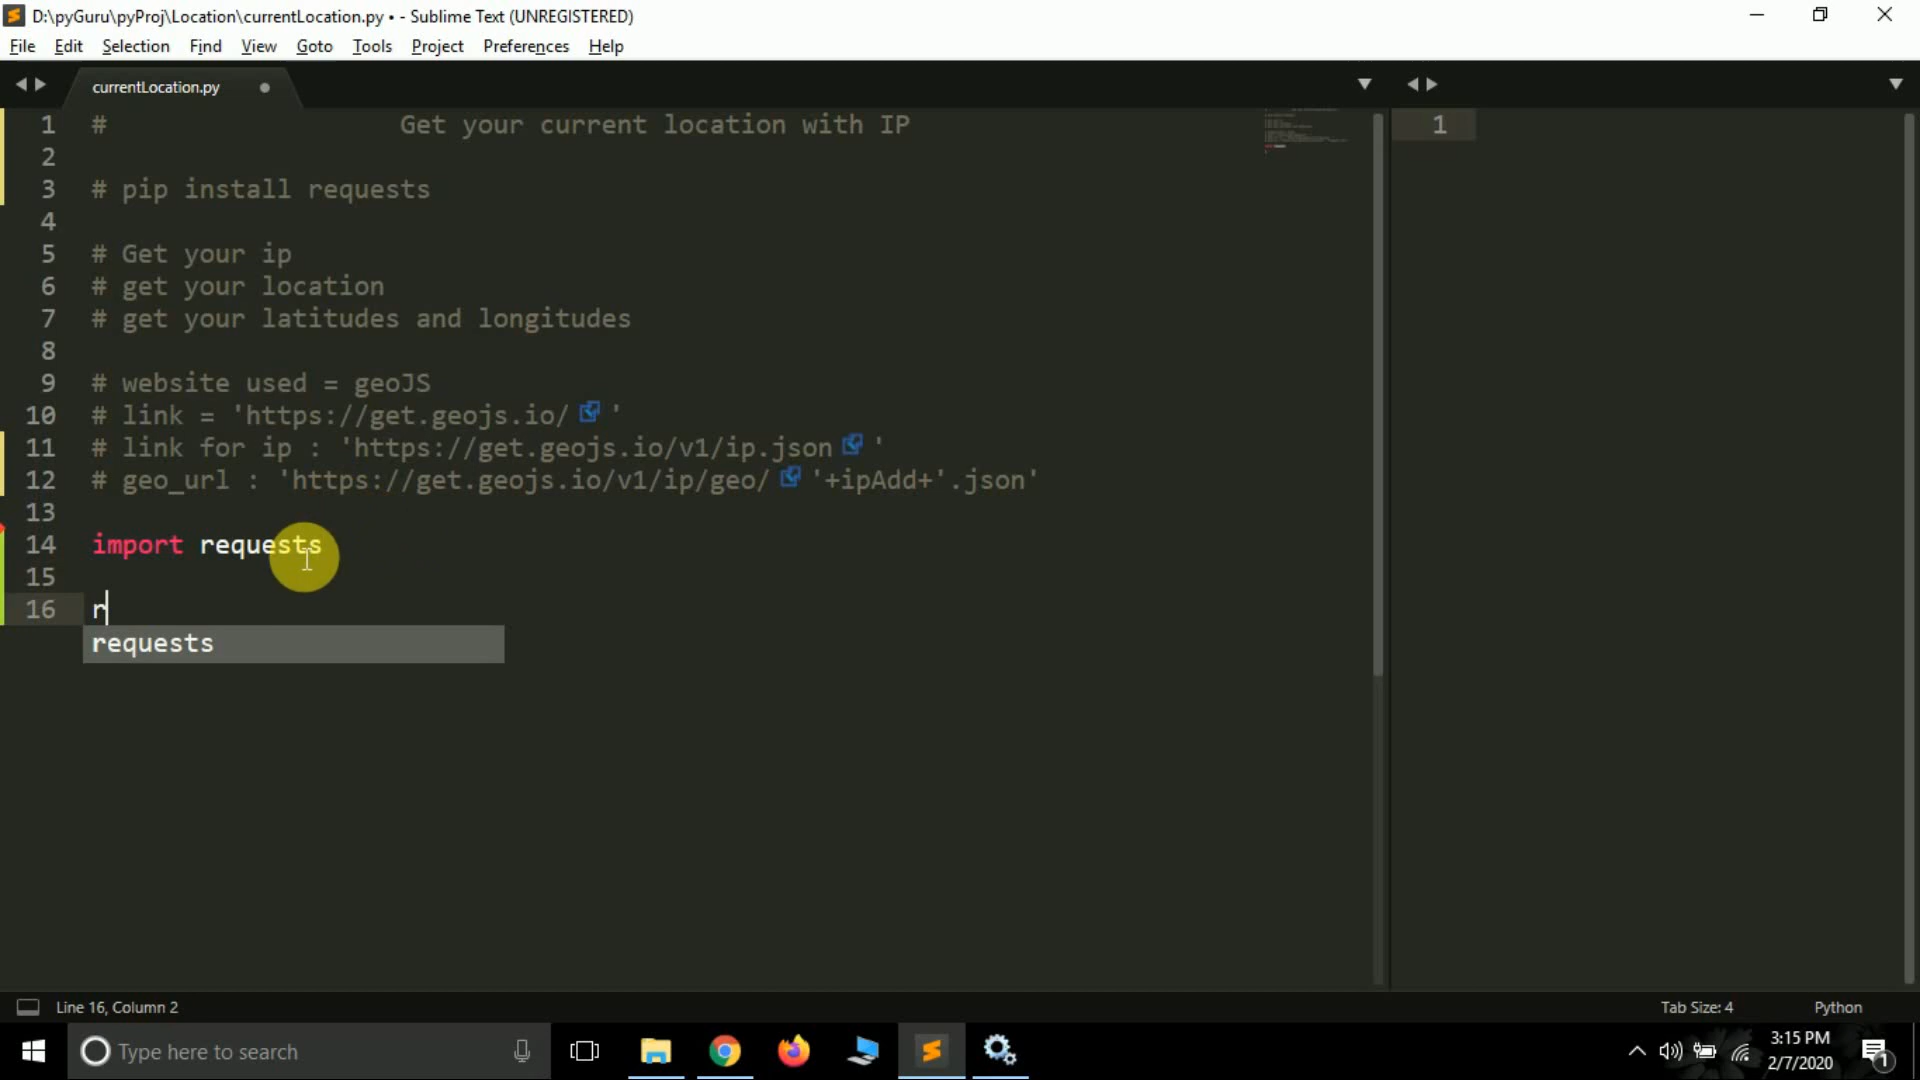 D:\pyGuru\pyProj\Location\currentLocation.py • - Sublime Text (UNREGISTERED)
File Edit Selection Find View Goto Tools Project Preferences Help
currentLocation.py
1 # Get your current location with IP
2
3 # pip install requests
4
5 # Get your ip
6 # get your location
7 # get your latitudes and longitudes
8
9 # website used = geoJS
10 # link = 'https://get.geojs.io/ '
11 # link for ip : 'https://get.geojs.io/v1/ip.json '
12 # geo_url : 'https://get.geojs.io/v1/ip/geo/ '+ipAdd+'.json'
13
14 import requests
15
16 r
requests
1
Line 16, Column 2
Tab Size: 4
Python
Type here to search
3:15 PM
2/7/2020
1